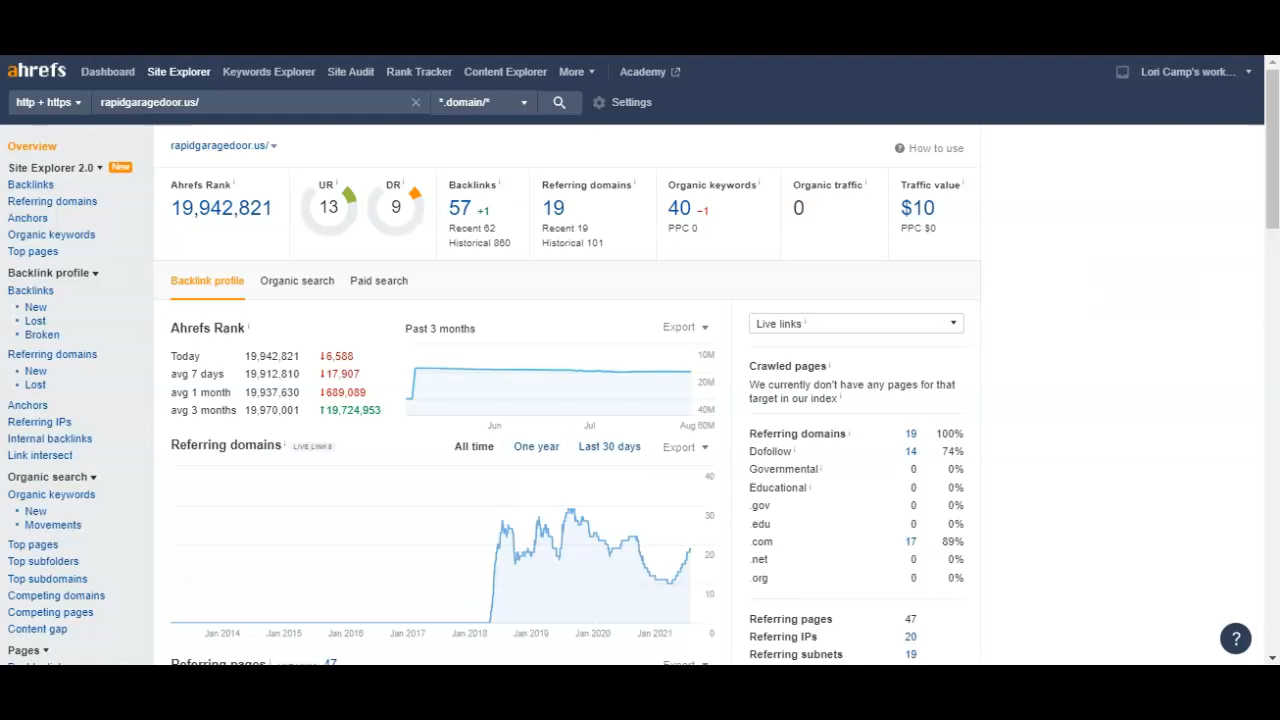 ahrefs Dashboard Site Explorer Keywords Explorer Site Audit Rank Tracker Content Explorer More Academy Lori Camp's work...
http + https rapidgaragedoor.us/ *.domain/* Settings
Overview
Site Explorer 2.0 New
Backlinks
Referring domains
Anchors
Organic keywords
Top pages
Backlink profile
Backlinks
New
Lost
Broken
Referring domains
New
Lost
Anchors
Referring IPs
Internal backlinks
Link intersect
Organic search
Organic keywords
New
Movements
Top pages
Top subfolders
Top subdomains
Competing domains
Competing pages
Content gap
Pages
rapidgaragedoor.us/ How to use
Ahrefs Rank UR DR Backlinks Referring domains Organic keywords Organic traffic Traffic value
19,942,821 13 9 57 +1 19 40 −1 0 $10
Recent 62 Recent 19 PPC 0 PPC $0
Historical 860 Historical 101
Backlink profile Organic search Paid search
Ahrefs Rank Past 3 months Export
Today 19,942,821 ↓6,588
avg 7 days 19,912,810 ↓17,907
avg 1 month 19,937,630 ↓689,089
avg 3 months 19,970,001 ↑19,724,953
10M
20M
40M
Jun Jul Aug 60M
Referring domains LIVE LINKS All time One year Last 30 days Export
40
30
20
10
Jan 2014 Jan 2015 Jan 2016 Jan 2017 Jan 2018 Jan 2019 Jan 2020 Jan 2021 0
Referring pages 47 Export
Live links
Crawled pages
We currently don't have any pages for that
target in our index
Referring domains 19 100%
Dofollow 14 74%
Governmental 0 0%
Educational 0 0%
.gov 0 0%
.edu 0 0%
.com 17 89%
.net 0 0%
.org 0 0%
Referring pages 47
Referring IPs 20
Referring subnets 19
?